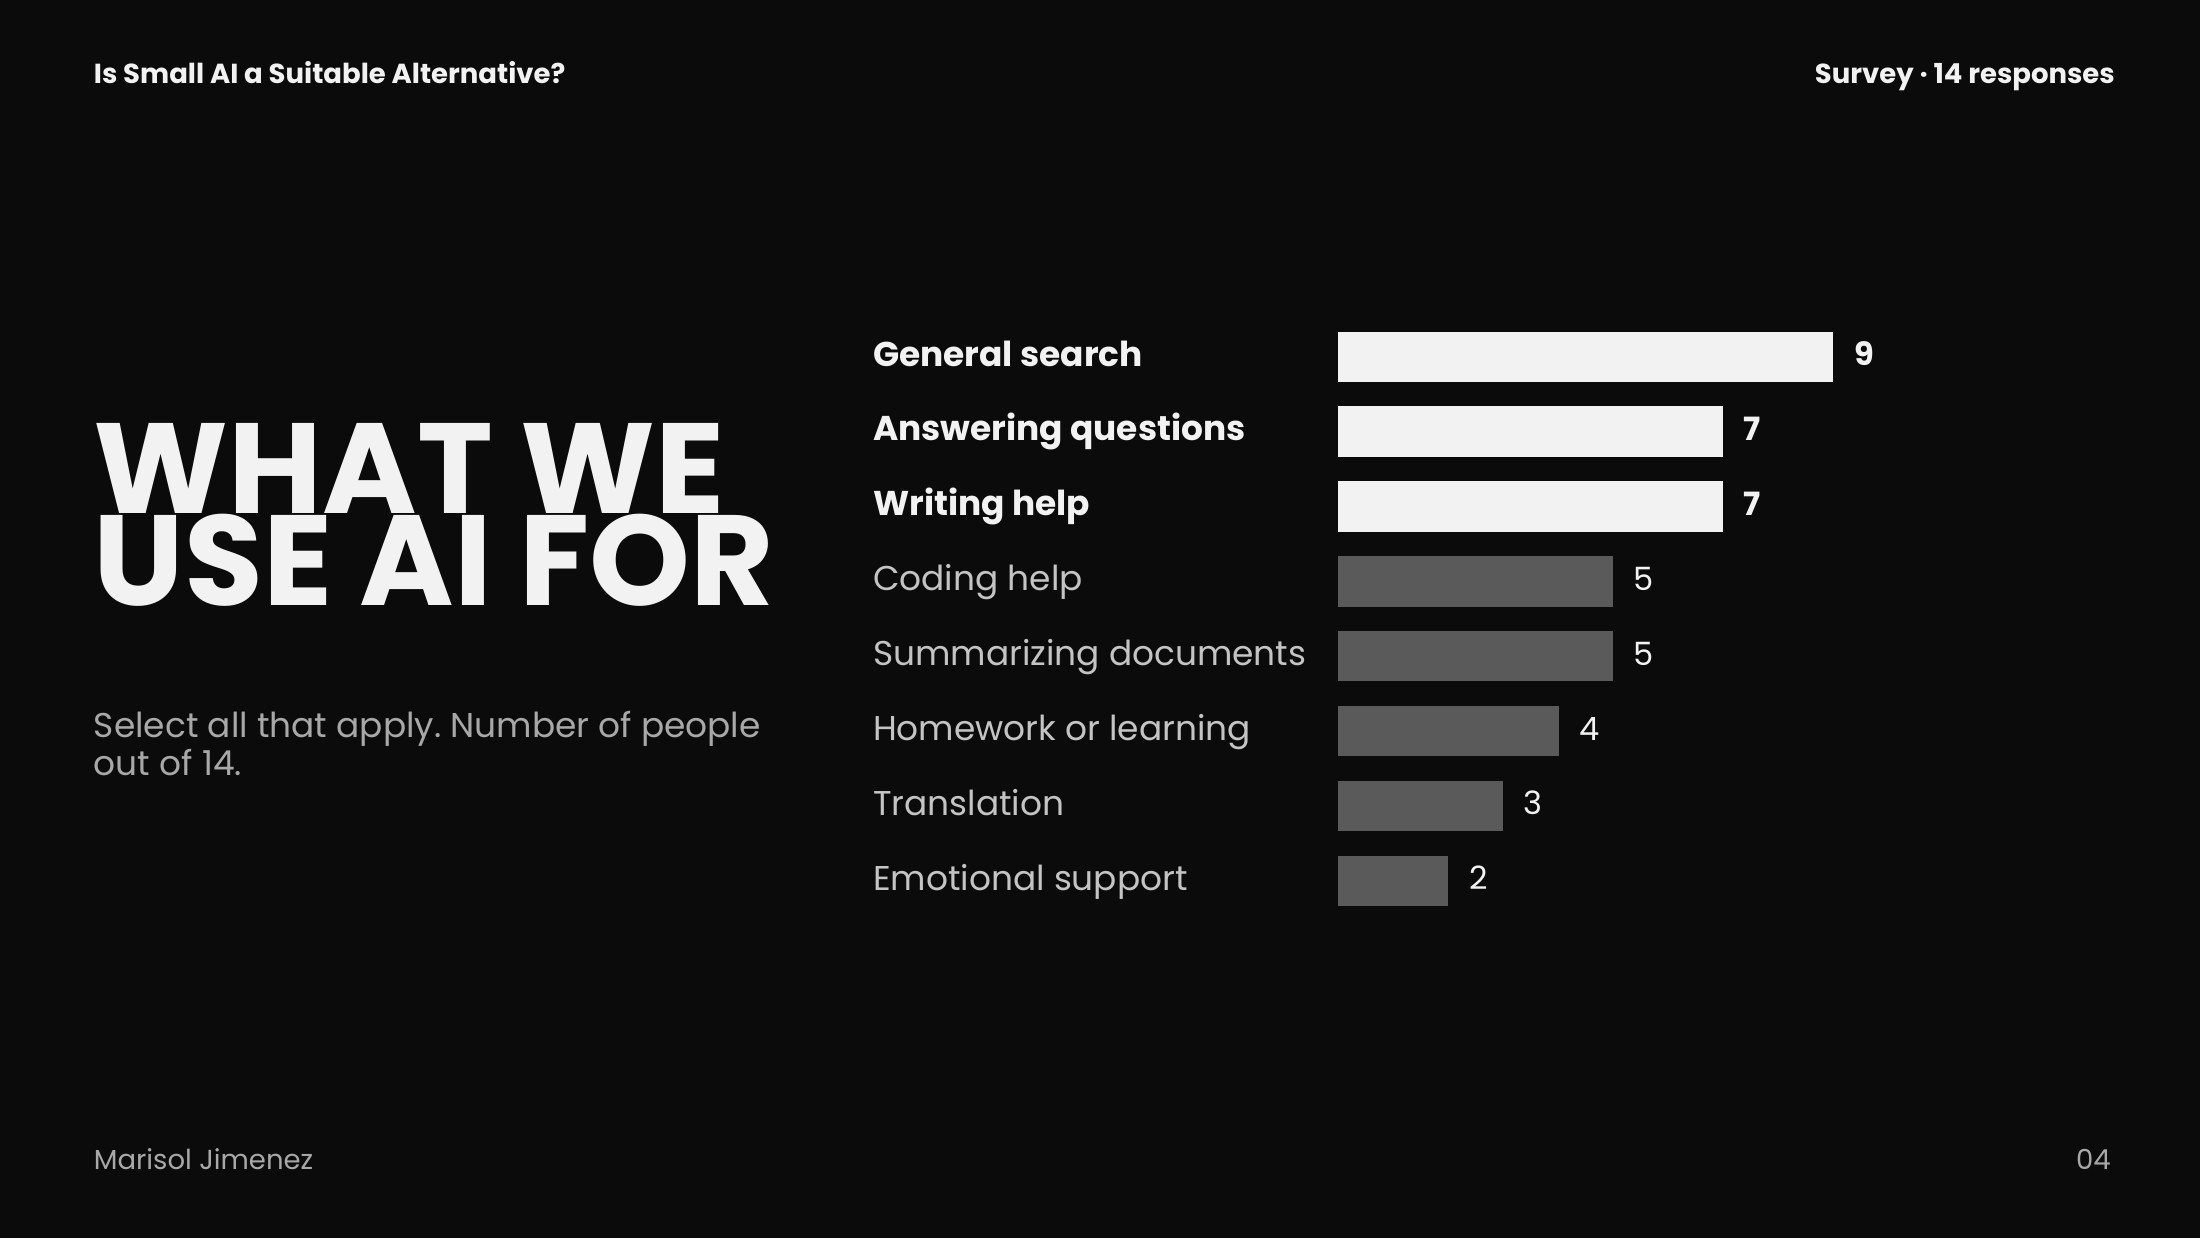 Is Small AI a Suitable Alternative?
Survey · 14 responses
WHAT WE
USE AI FOR
Select all that apply. Number of people
out of 14.
General search 9
Answering questions 7
Writing help 7
Coding help 5
Summarizing documents 5
Homework or learning 4
Translation 3
Emotional support 2
Marisol Jimenez
04